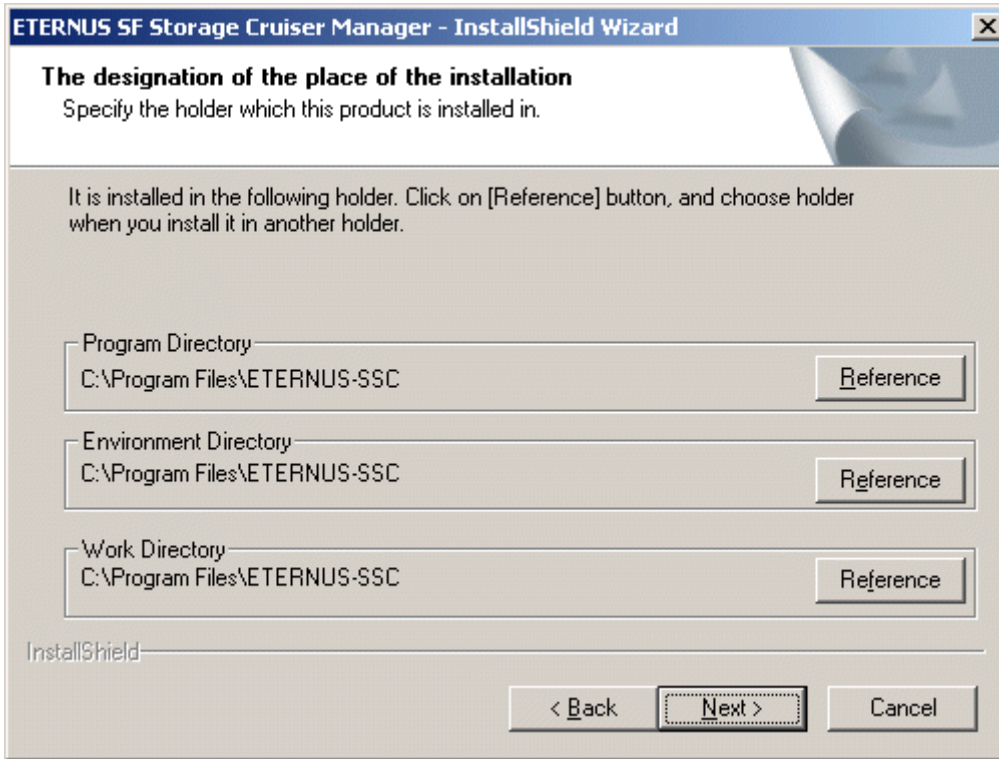 ETERNUS SF Storage Cruiser Manager - InstallShield Wizard
The designation of the place of the installation
Specify the holder which this product is installed in.
It is installed in the following holder. Click on [Reference] button, and choose holder
when you install it in another holder.
Program Directory
C:\Program Files\ETERNUS-SSC
Reference
Environment Directory
C:\Program Files\ETERNUS-SSC
Reference
Work Directory
C:\Program Files\ETERNUS-SSC
Reference
InstallShield
< Back
Next >
Cancel